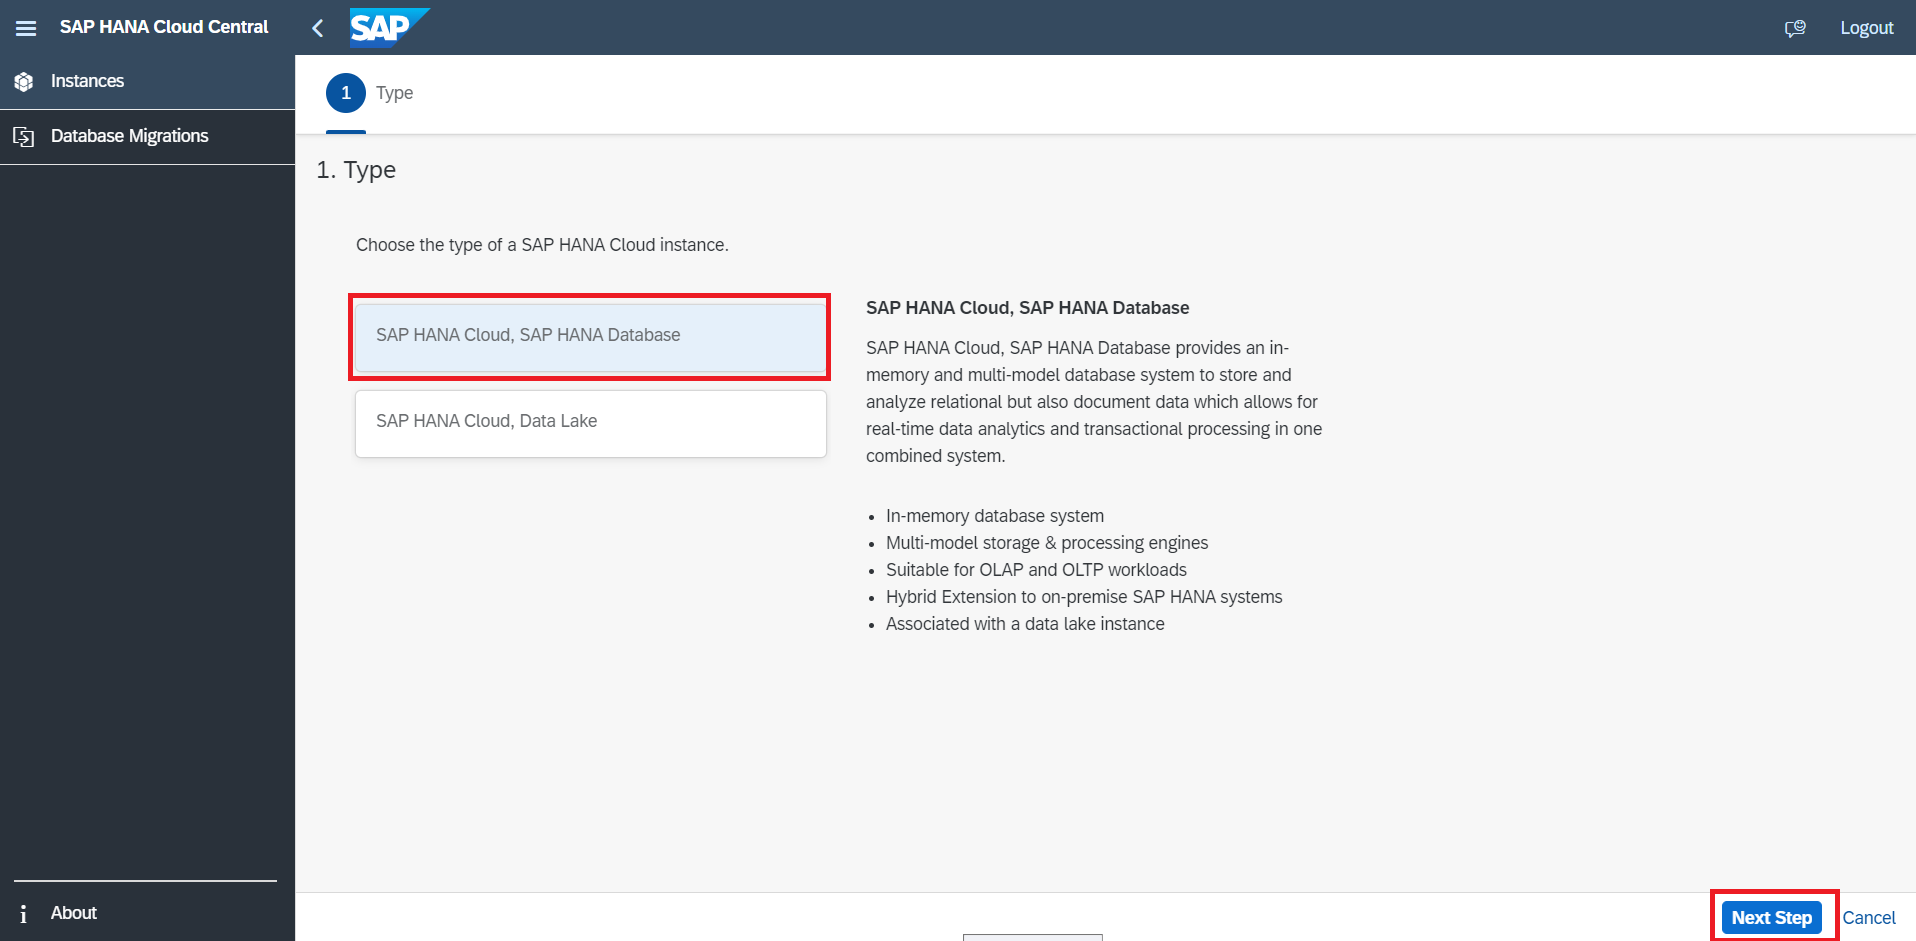 SAP HANA Cloud Central
SAP
Logout
Instances
Database Migrations
1 Type
1. Type
Choose the type of a SAP HANA Cloud instance.
SAP HANA Cloud, SAP HANA Database
SAP HANA Cloud, Data Lake
SAP HANA Cloud, SAP HANA Database
SAP HANA Cloud, SAP HANA Database provides an in-
memory and multi-model database system to store and
analyze relational but also document data which allows for
real-time data analytics and transactional processing in one
combined system.
• In-memory database system
• Multi-model storage & processing engines
• Suitable for OLAP and OLTP workloads
• Hybrid Extension to on-premise SAP HANA systems
• Associated with a data lake instance
About
Next Step
Cancel